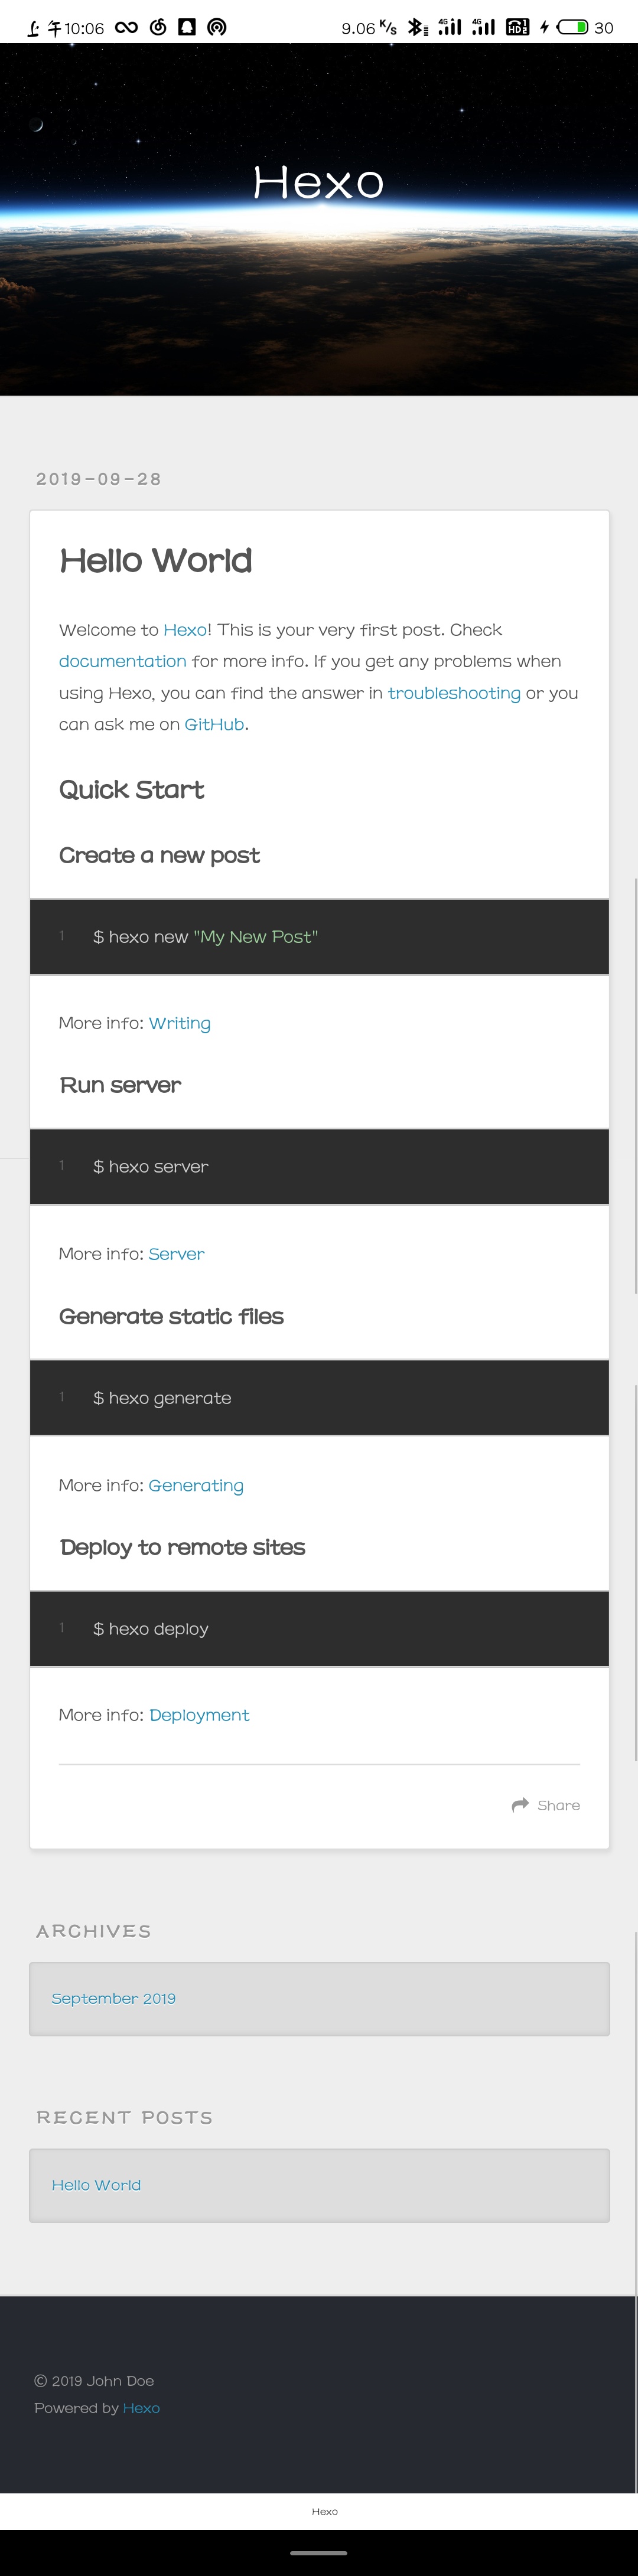 上午10:06 9.06 K/s 4G 4G HD 30
Hexo
2019-09-28
Hello World
Welcome to Hexo! This is your very first post. Check
documentation for more info. If you get any problems when
using Hexo, you can find the answer in troubleshooting or you
can ask me on GitHub.
Quick Start
Create a new post
1 $ hexo new "My New Post"
More info: Writing
Run server
1 $ hexo server
More info: Server
Generate static files
1 $ hexo generate
More info: Generating
Deploy to remote sites
1 $ hexo deploy
More info: Deployment
Share
ARCHIVES
September 2019
RECENT POSTS
Hello World
© 2019 John Doe
Powered by Hexo
Hexo